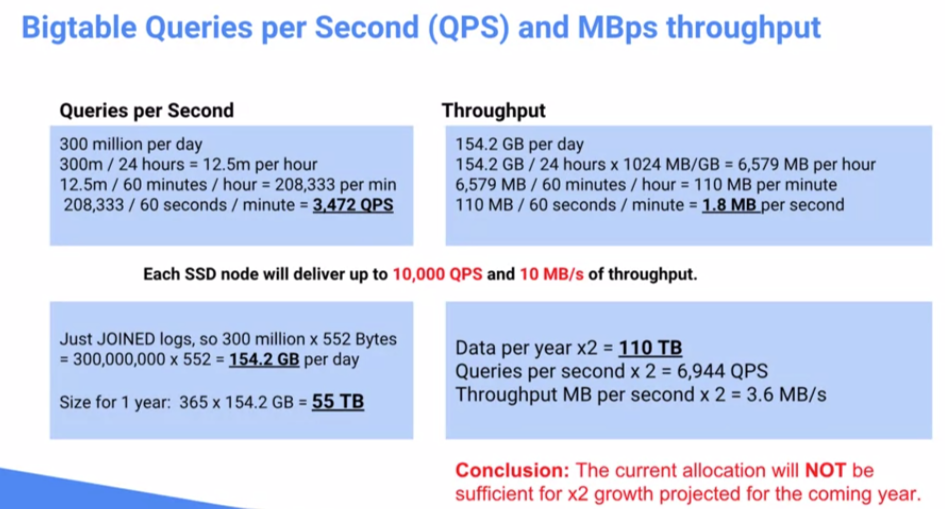 Bigtable Queries per Second (QPS) and MBps throughput
Queries per Second
300 million per day
300m / 24 hours = 12.5m per hour
12.5m / 60 minutes / hour = 208,333 per min
208,333 / 60 seconds / minute = 3,472 QPS
Throughput
154.2 GB per day
154.2 GB / 24 hours x 1024 MB/GB = 6,579 MB per hour
6,579 MB / 60 minutes / hour = 110 MB per minute
110 MB / 60 seconds / minute = 1.8 MB per second
Each SSD node will deliver up to 10,000 QPS and 10 MB/s of throughput.
Just JOINED logs, so 300 million x 552 Bytes
= 300,000,000 x 552 = 154.2 GB per day
Size for 1 year: 365 x 154.2 GB = 55 TB
Data per year x2 = 110 TB
Queries per second x 2 = 6,944 QPS
Throughput MB per second x 2 = 3.6 MB/s
Conclusion: The current allocation will NOT be
sufficient for x2 growth projected for the coming year.